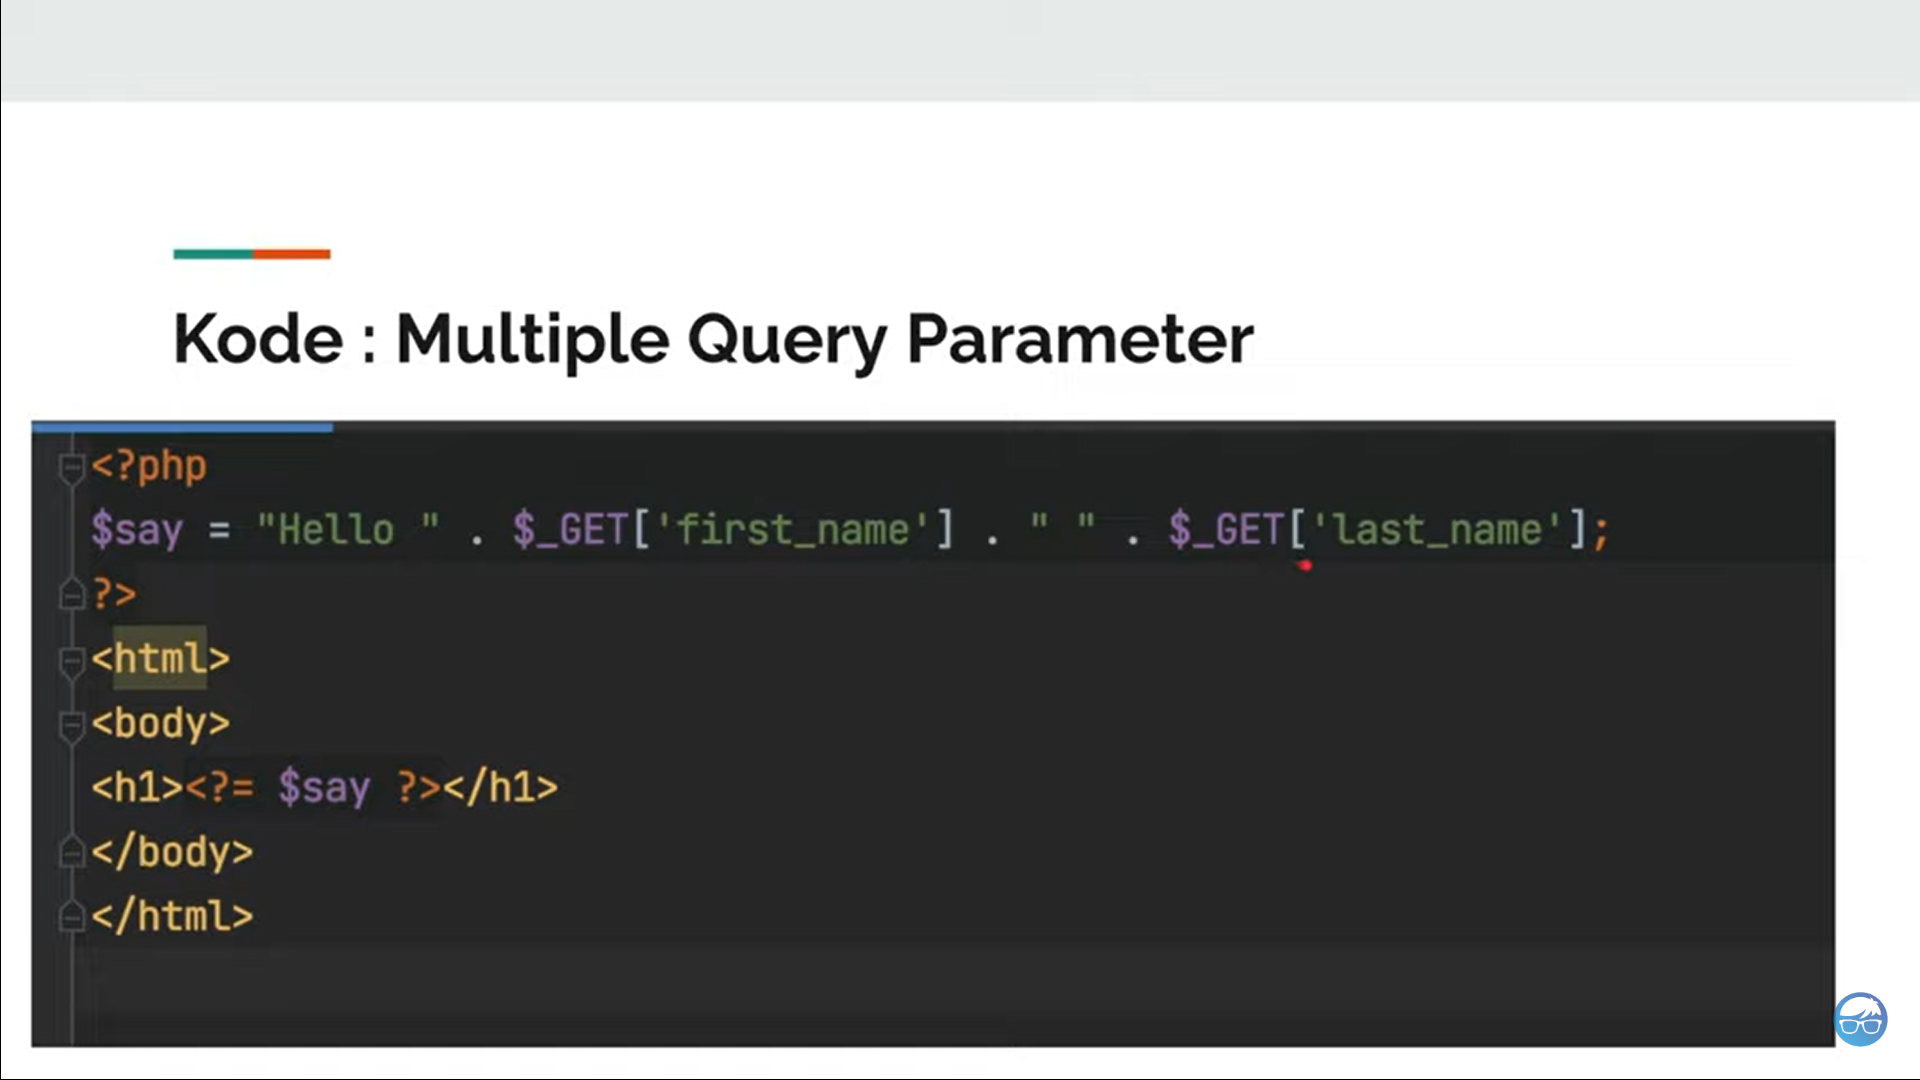 Kode : Multiple Query Parameter
<?php
$say = "Hello " . $_GET['first_name'] . " " . $_GET['last_name'];
?>
<html>
<body>
<h1><?= $say ?></h1>
</body>
</html>